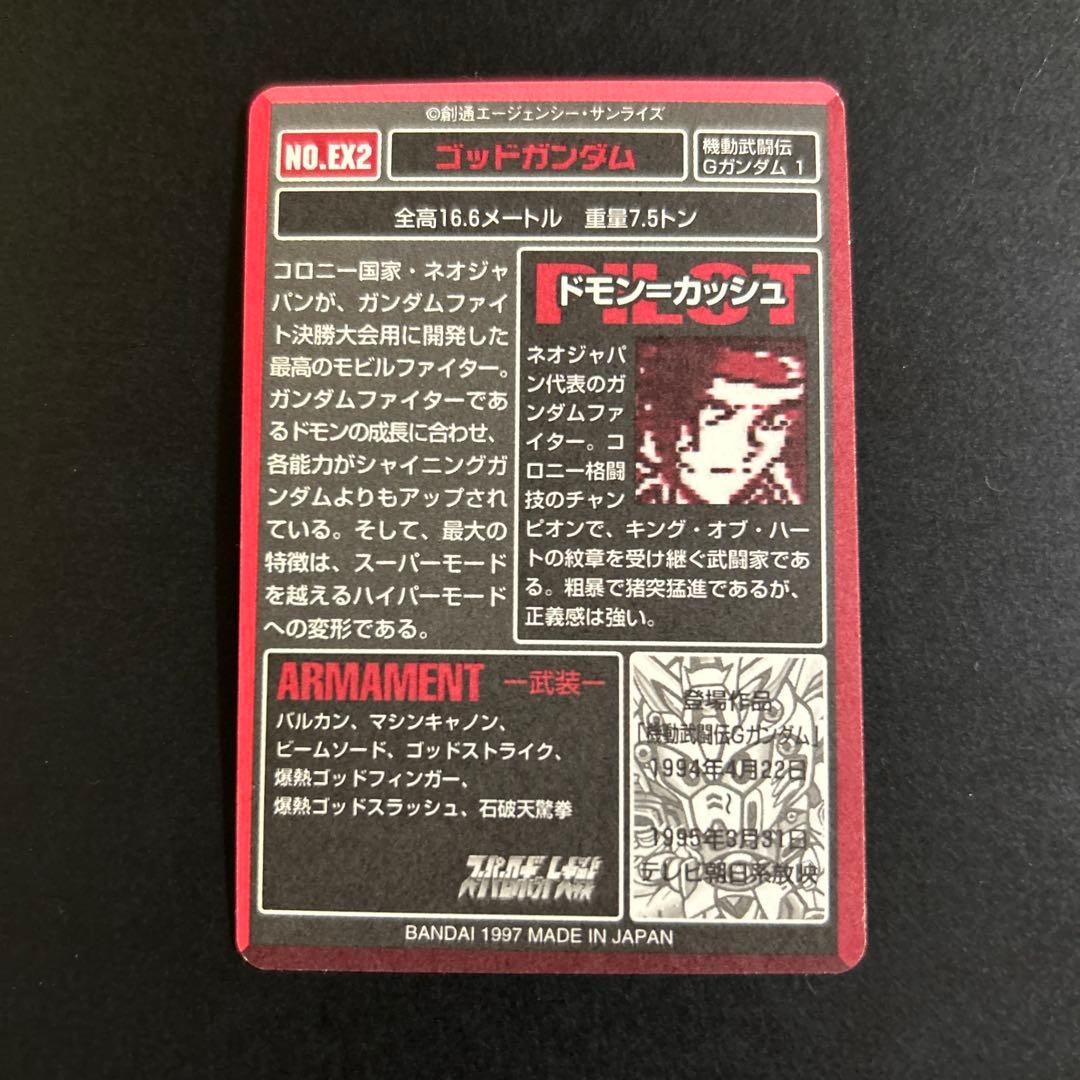 ©創通エージェンシー・サンライズ
NO.EX2
ゴッドガンダム
機動武闘伝
Gガンダム 1
全高16.6メートル　重量7.5トン
コロニー国家・ネオジャ
パンが、ガンダムファイ
ト決勝大会用に開発した
最高のモビルファイター。
ガンダムファイターであ
るドモンの成長に合わせ、
各能力がシャイニングガ
ンダムよりもアップされ
ている。そして、最大の
特徴は、スーパーモード
を越えるハイパーモード
への変形である。
PILOT
ドモン=カッシュ
ネオジャパ
ン代表のガ
ンダムファ
イター。コ
ロニー格闘
技のチャン
ピオンで、キング・オブ・ハー
トの紋章を受け継ぐ武闘家であ
る。粗暴で猪突猛進であるが、
正義感は強い。
ARMAMENT ー武装ー
バルカン、マシンキャノン、
ビームソード、ゴッドストライク、
爆熱ゴッドフィンガー、
爆熱ゴッドスラッシュ、石破天驚拳
登場作品
「機動武闘伝Gガンダム」
1994年4月22日
1995年3月31日
テレビ朝日系放映
BANDAI 1997 MADE IN JAPAN